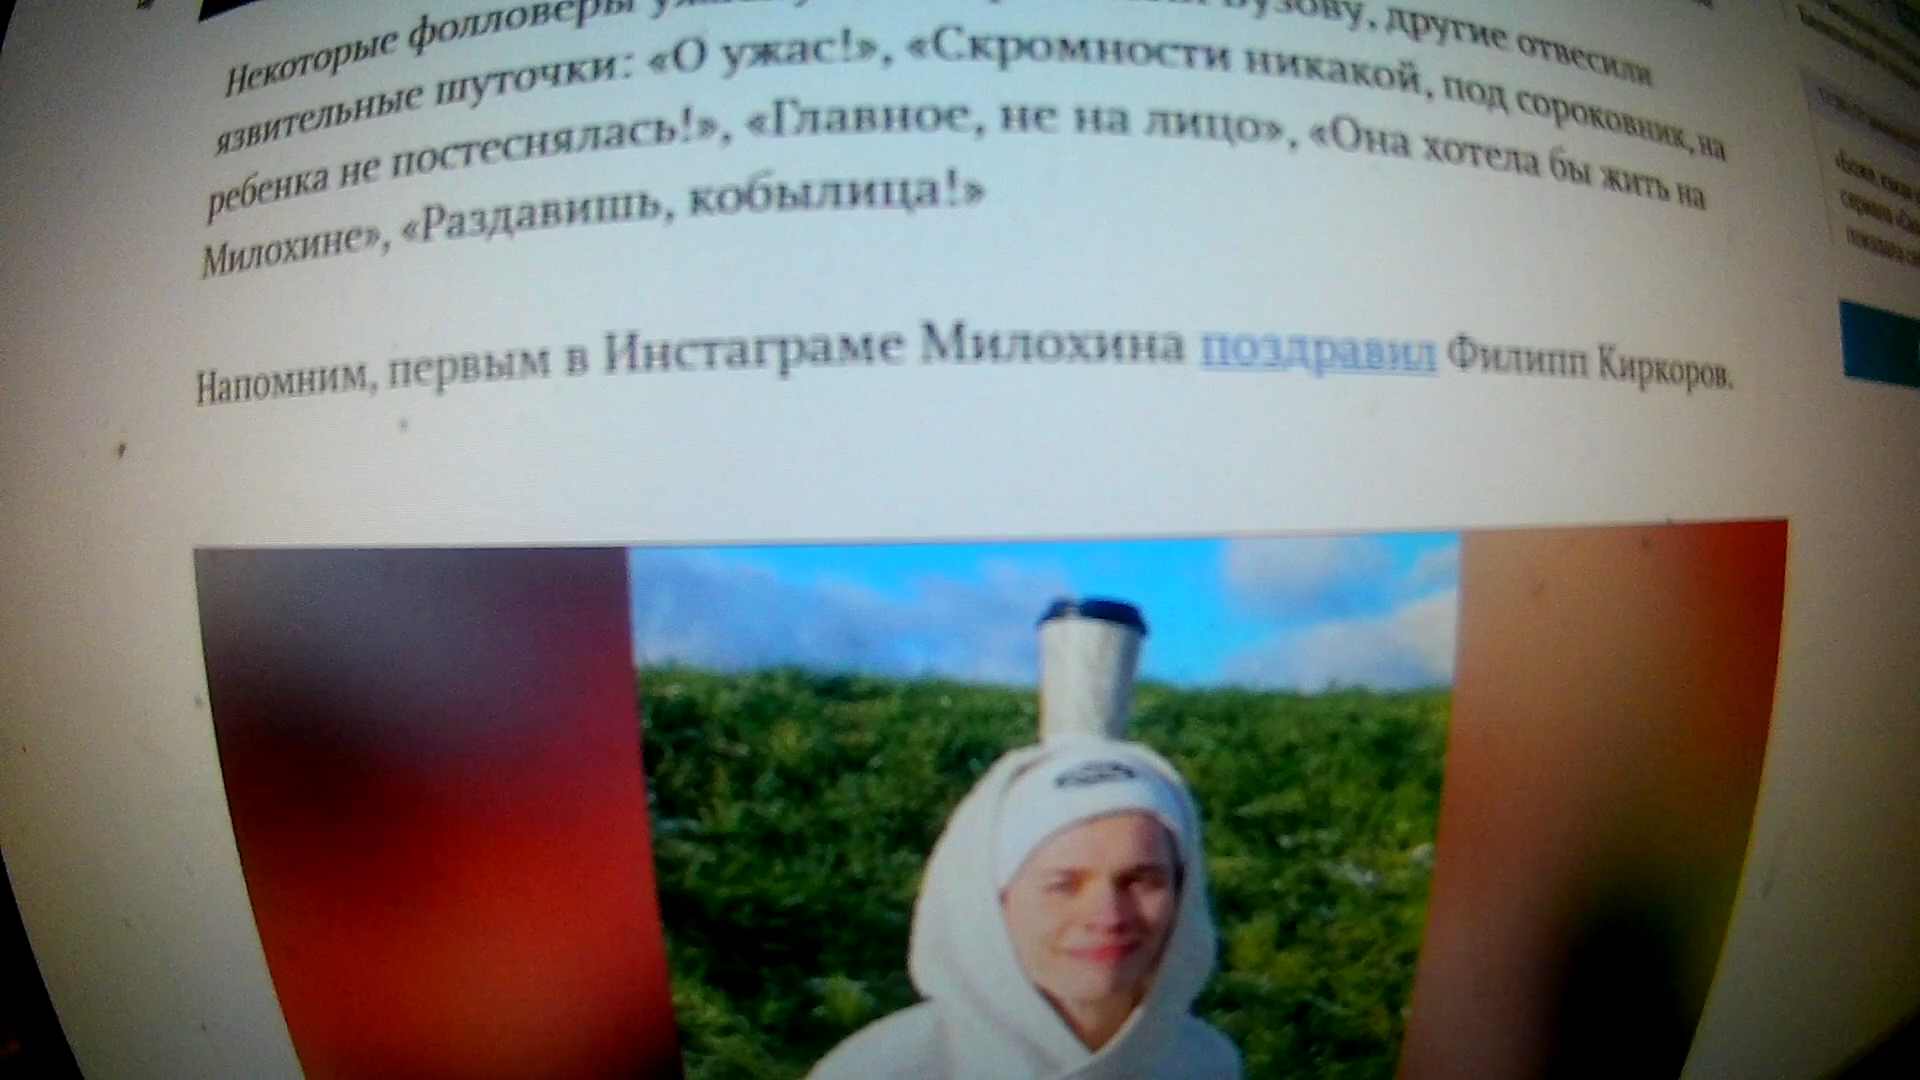 Некоторые фолловеры Бузову, другие отвесили
язвительные шуточки: «О ужас!», «Скромности никакой, под сороковник, на
ребенка не постеснялась!», «Главное, не на лицо», «Она хотела бы жить на
Милохине», «Раздавишь, кобылица!»
Напомним, первым в Инстаграме Милохина поздравил Филипп Киркоров.